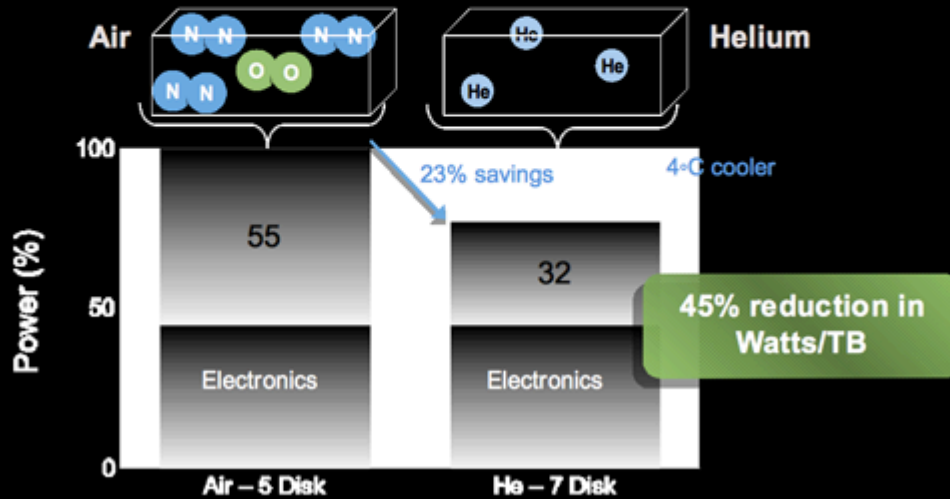 Air
N N
N N
O O
N N
He
He
He
Helium
100
23% savings
4◦C cooler
55
32
50
Power (%)
45% reduction in
Watts/TB
Electronics
Electronics
0
Air – 5 Disk
He – 7 Disk